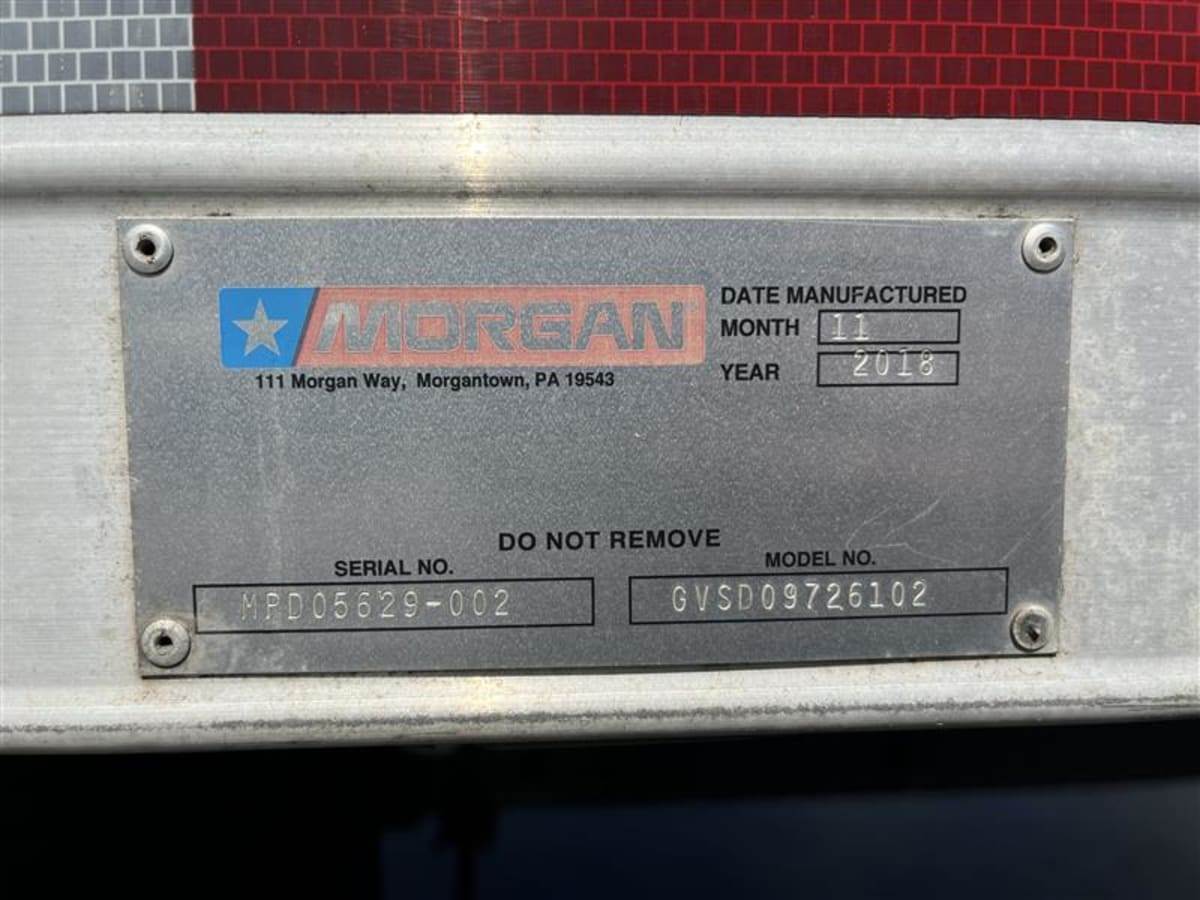 MORGAN
111 Morgan Way, Morgantown, PA 19543
DATE MANUFACTURED
MONTH 11
YEAR 2018
DO NOT REMOVE
SERIAL NO.
MPD05629-002
MODEL NO.
GVSD09726102